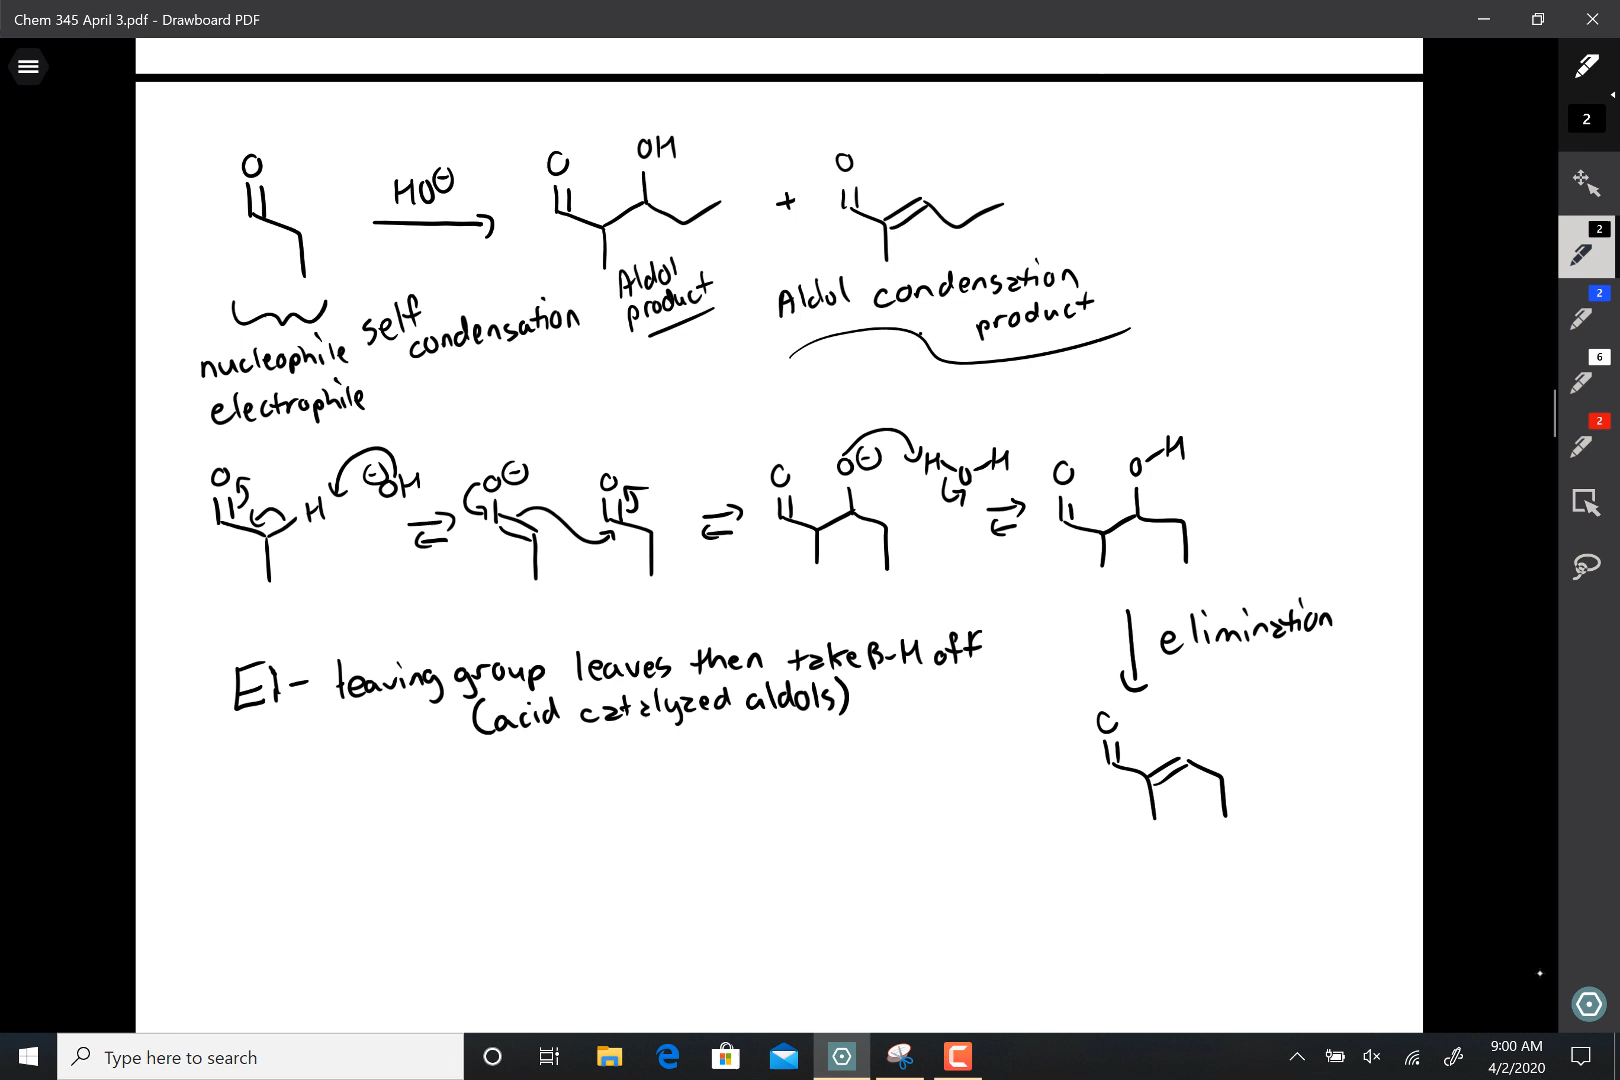 Chem 345 April 3.pdf - Drawboard PDF
2
O
HO⊖
O
OH
+
O
2
2
6
2
Aldol
product
Aldol condensation
product
self
condensation
nucleophile
electrophile
O
H
⊖OH
O⊖
O
O
O⊖
H-O-H
O
O-H
elimination
E1- leaving group leaves then take β-H off
(acid catalyzed aldols)
O
Type here to search
9:00 AM
4/2/2020